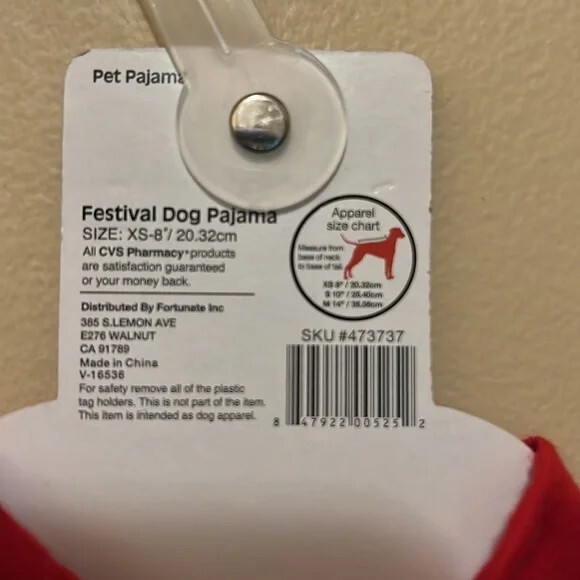 Pet Pajama
Festival Dog Pajama
SIZE: XS-8"/ 20.32cm
All CVS Pharmacy® products
are satisfaction guaranteed
or your money back.
Distributed By Fortunate Inc
385 S.LEMON AVE
E276 WALNUT
CA 91789
Made in China
V-16536
For safety remove all of the plastic
tag holders. This is not part of the item.
This item is intended as dog apparel.
Apparel
size chart
Measure from
base of neck
to base of tail
XS 8" / 20.32cm
S 10" / 25.40cm
M 14" / 35.56cm
SKU #473737
8 47922 00525 2